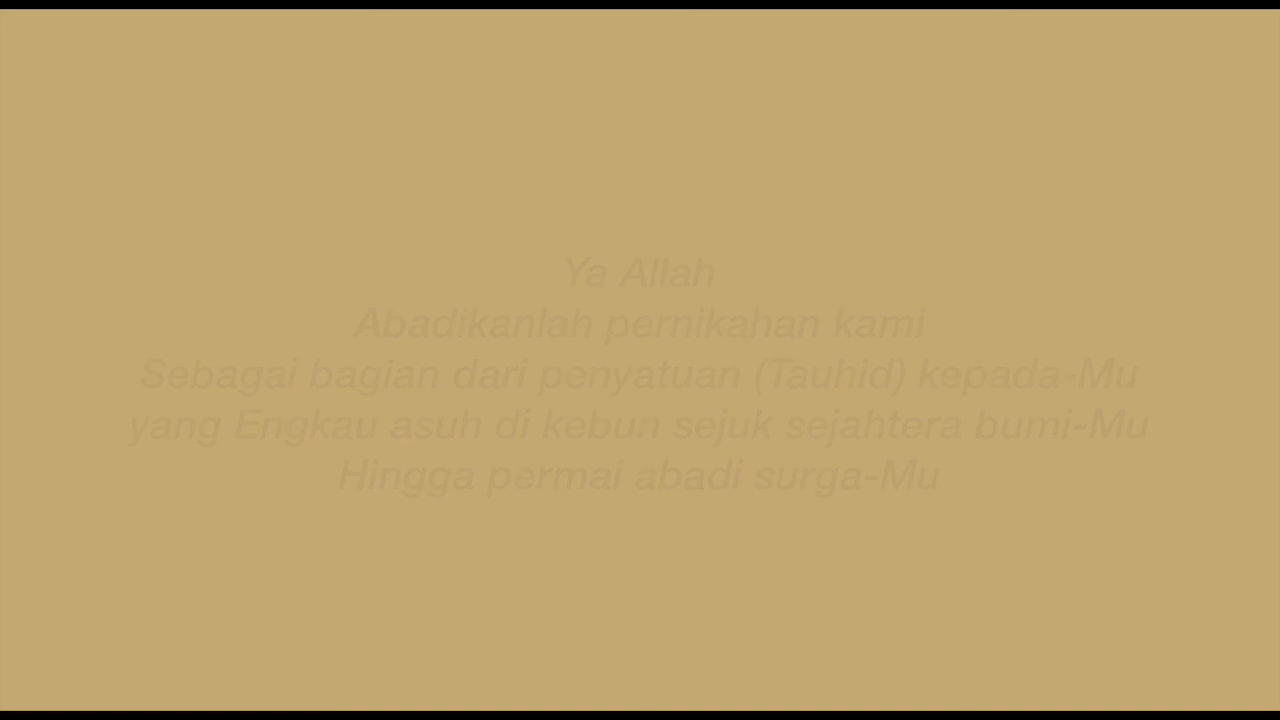 Ya Allah
Abadikanlah pernikahan kami
Sebagai bagian dari penyatuan (Tauhid) kepada-Mu
yang Engkau asuh di kebun sejuk sejahtera bumi-Mu
Hingga permai abadi surga-Mu